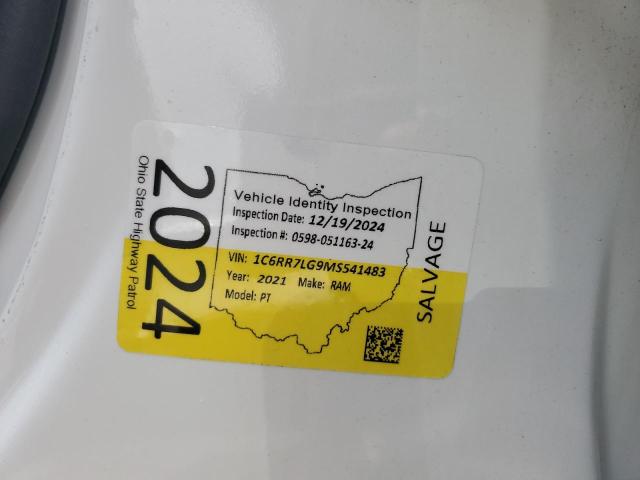 2024
Ohio State Highway Patrol
Vehicle Identity Inspection
Inspection Date: 12/19/2024
Inspection #: 0598-051163-24
VIN: 1C6RR7LG9MS541483
Year: 2021 Make: RAM
Model: PT
SALVAGE